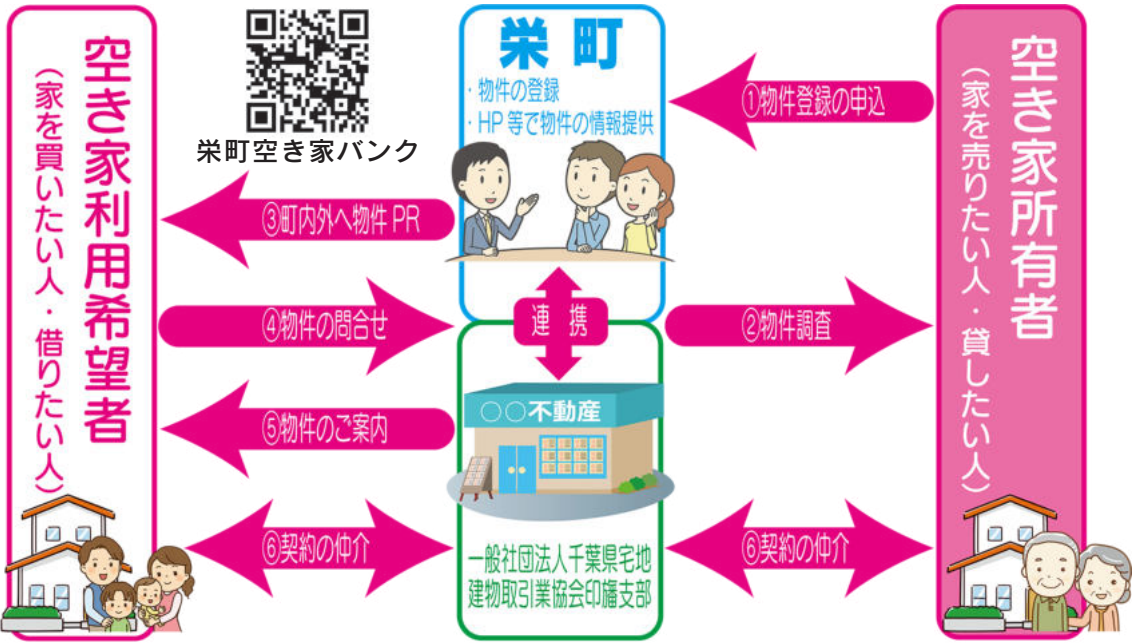 空き家利用希望者
(家を買いたい人・借りたい人)
栄町空き家バンク
栄町
・物件の登録
・HP等で物件の情報提供
空き家所有者
(家を売りたい人・貸したい人)
①物件登録の申込
③町内外へ物件PR
連携
④物件の問合せ
②物件調査
⑤物件のご案内
○○不動産
⑥契約の仲介
一般社団法人千葉県宅地
建物取引業協会印旛支部
⑥契約の仲介